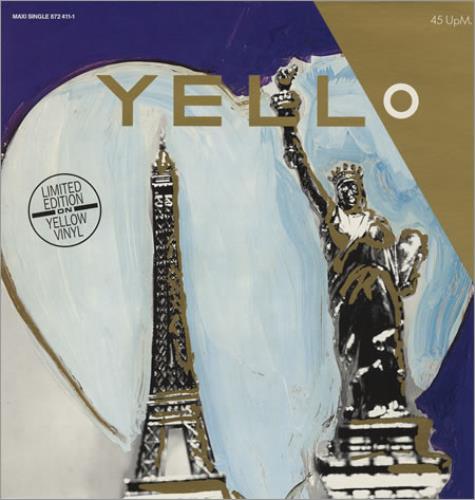 MAXI SINGLE 872 411-1
45 UpM.
YELLO
LIMITED
EDITION
ON
YELLOW
VINYL